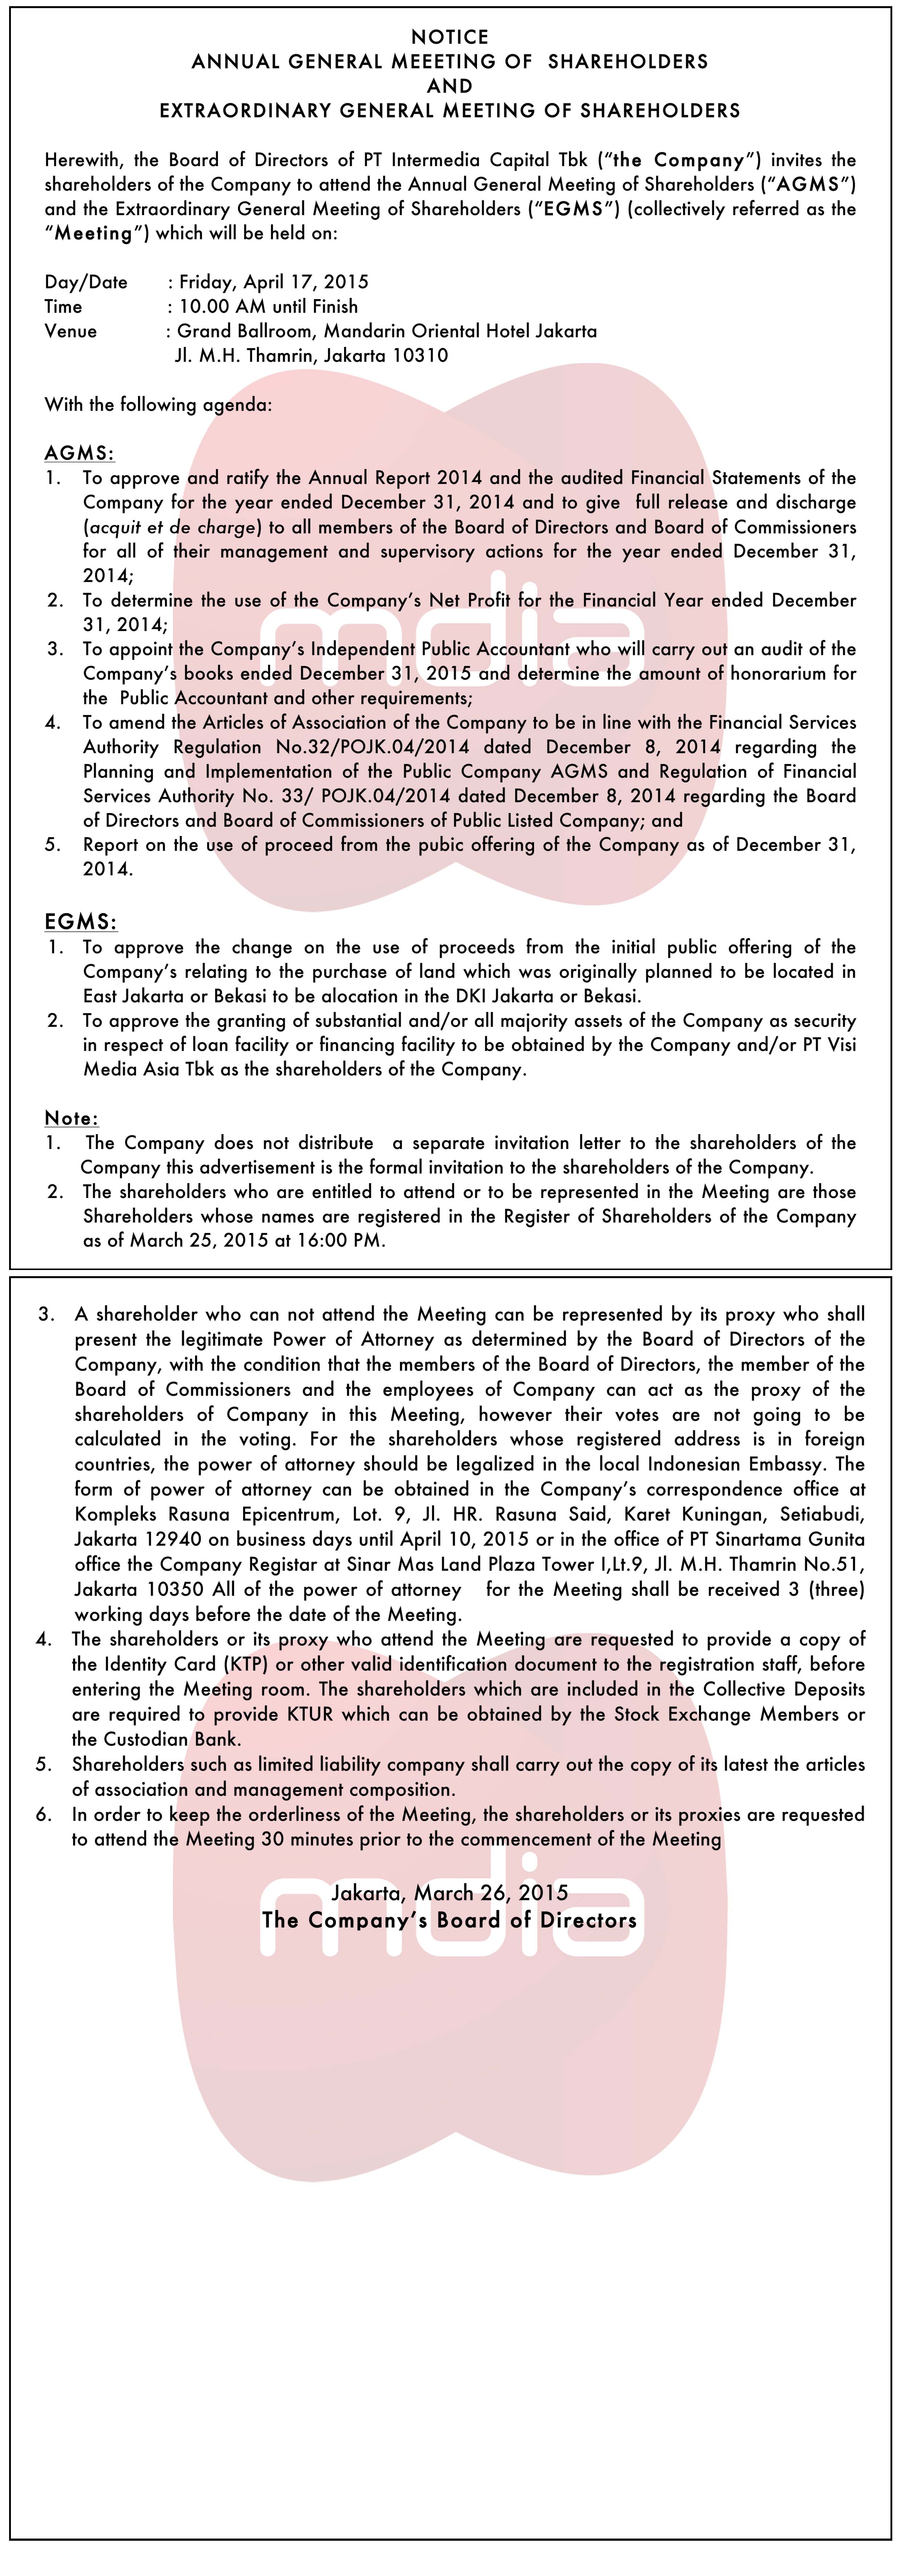 NOTICE
ANNUAL GENERAL MEEETING OF SHAREHOLDERS
AND
EXTRAORDINARY GENERAL MEETING OF SHAREHOLDERS
Herewith, the Board of Directors of PT Intermedia Capital Tbk (“the Company”) invites the
shareholders of the Company to attend the Annual General Meeting of Shareholders (“AGMS”)
and the Extraordinary General Meeting of Shareholders (“EGMS”) (collectively referred as the
“Meeting”) which will be held on:
Day/Date : Friday, April 17, 2015
Time : 10.00 AM until Finish
Venue : Grand Ballroom, Mandarin Oriental Hotel Jakarta
Jl. M.H. Thamrin, Jakarta 10310
With the following agenda:
AGMS:
1. To approve and ratify the Annual Report 2014 and the audited Financial Statements of the
Company for the year ended December 31, 2014 and to give full release and discharge
(acquit et de charge) to all members of the Board of Directors and Board of Commissioners
for all of their management and supervisory actions for the year ended December 31,
2014;
2. To determine the use of the Company’s Net Profit for the Financial Year ended December
31, 2014;
3. To appoint the Company’s Independent Public Accountant who will carry out an audit of the
Company’s books ended December 31, 2015 and determine the amount of honorarium for
the Public Accountant and other requirements;
4. To amend the Articles of Association of the Company to be in line with the Financial Services
Authority Regulation No.32/POJK.04/2014 dated December 8, 2014 regarding the
Planning and Implementation of the Public Company AGMS and Regulation of Financial
Services Authority No. 33/ POJK.04/2014 dated December 8, 2014 regarding the Board
of Directors and Board of Commissioners of Public Listed Company; and
5. Report on the use of proceed from the pubic offering of the Company as of December 31,
2014.
mdia
EGMS:
1. To approve the change on the use of proceeds from the initial public offering of the
Company’s relating to the purchase of land which was originally planned to be located in
East Jakarta or Bekasi to be alocation in the DKI Jakarta or Bekasi.
2. To approve the granting of substantial and/or all majority assets of the Company as security
in respect of loan facility or financing facility to be obtained by the Company and/or PT Visi
Media Asia Tbk as the shareholders of the Company.
Note:
1. The Company does not distribute a separate invitation letter to the shareholders of the
Company this advertisement is the formal invitation to the shareholders of the Company.
2. The shareholders who are entitled to attend or to be represented in the Meeting are those
Shareholders whose names are registered in the Register of Shareholders of the Company
as of March 25, 2015 at 16:00 PM.
3. A shareholder who can not attend the Meeting can be represented by its proxy who shall
present the legitimate Power of Attorney as determined by the Board of Directors of the
Company, with the condition that the members of the Board of Directors, the member of the
Board of Commissioners and the employees of Company can act as the proxy of the
shareholders of Company in this Meeting, however their votes are not going to be
calculated in the voting. For the shareholders whose registered address is in foreign
countries, the power of attorney should be legalized in the local Indonesian Embassy. The
form of power of attorney can be obtained in the Company’s correspondence office at
Kompleks Rasuna Epicentrum, Lot. 9, Jl. HR. Rasuna Said, Karet Kuningan, Setiabudi,
Jakarta 12940 on business days until April 10, 2015 or in the office of PT Sinartama Gunita
office the Company Registar at Sinar Mas Land Plaza Tower I,Lt.9, Jl. M.H. Thamrin No.51,
Jakarta 10350 All of the power of attorney for the Meeting shall be received 3 (three)
working days before the date of the Meeting.
4. The shareholders or its proxy who attend the Meeting are requested to provide a copy of
the Identity Card (KTP) or other valid identification document to the registration staff, before
entering the Meeting room. The shareholders which are included in the Collective Deposits
are required to provide KTUR which can be obtained by the Stock Exchange Members or
the Custodian Bank.
5. Shareholders such as limited liability company shall carry out the copy of its latest the articles
of association and management composition.
6. In order to keep the orderliness of the Meeting, the shareholders or its proxies are requested
to attend the Meeting 30 minutes prior to the commencement of the Meeting
Jakarta, March 26, 2015
The Company’s Board of Directors
mdia